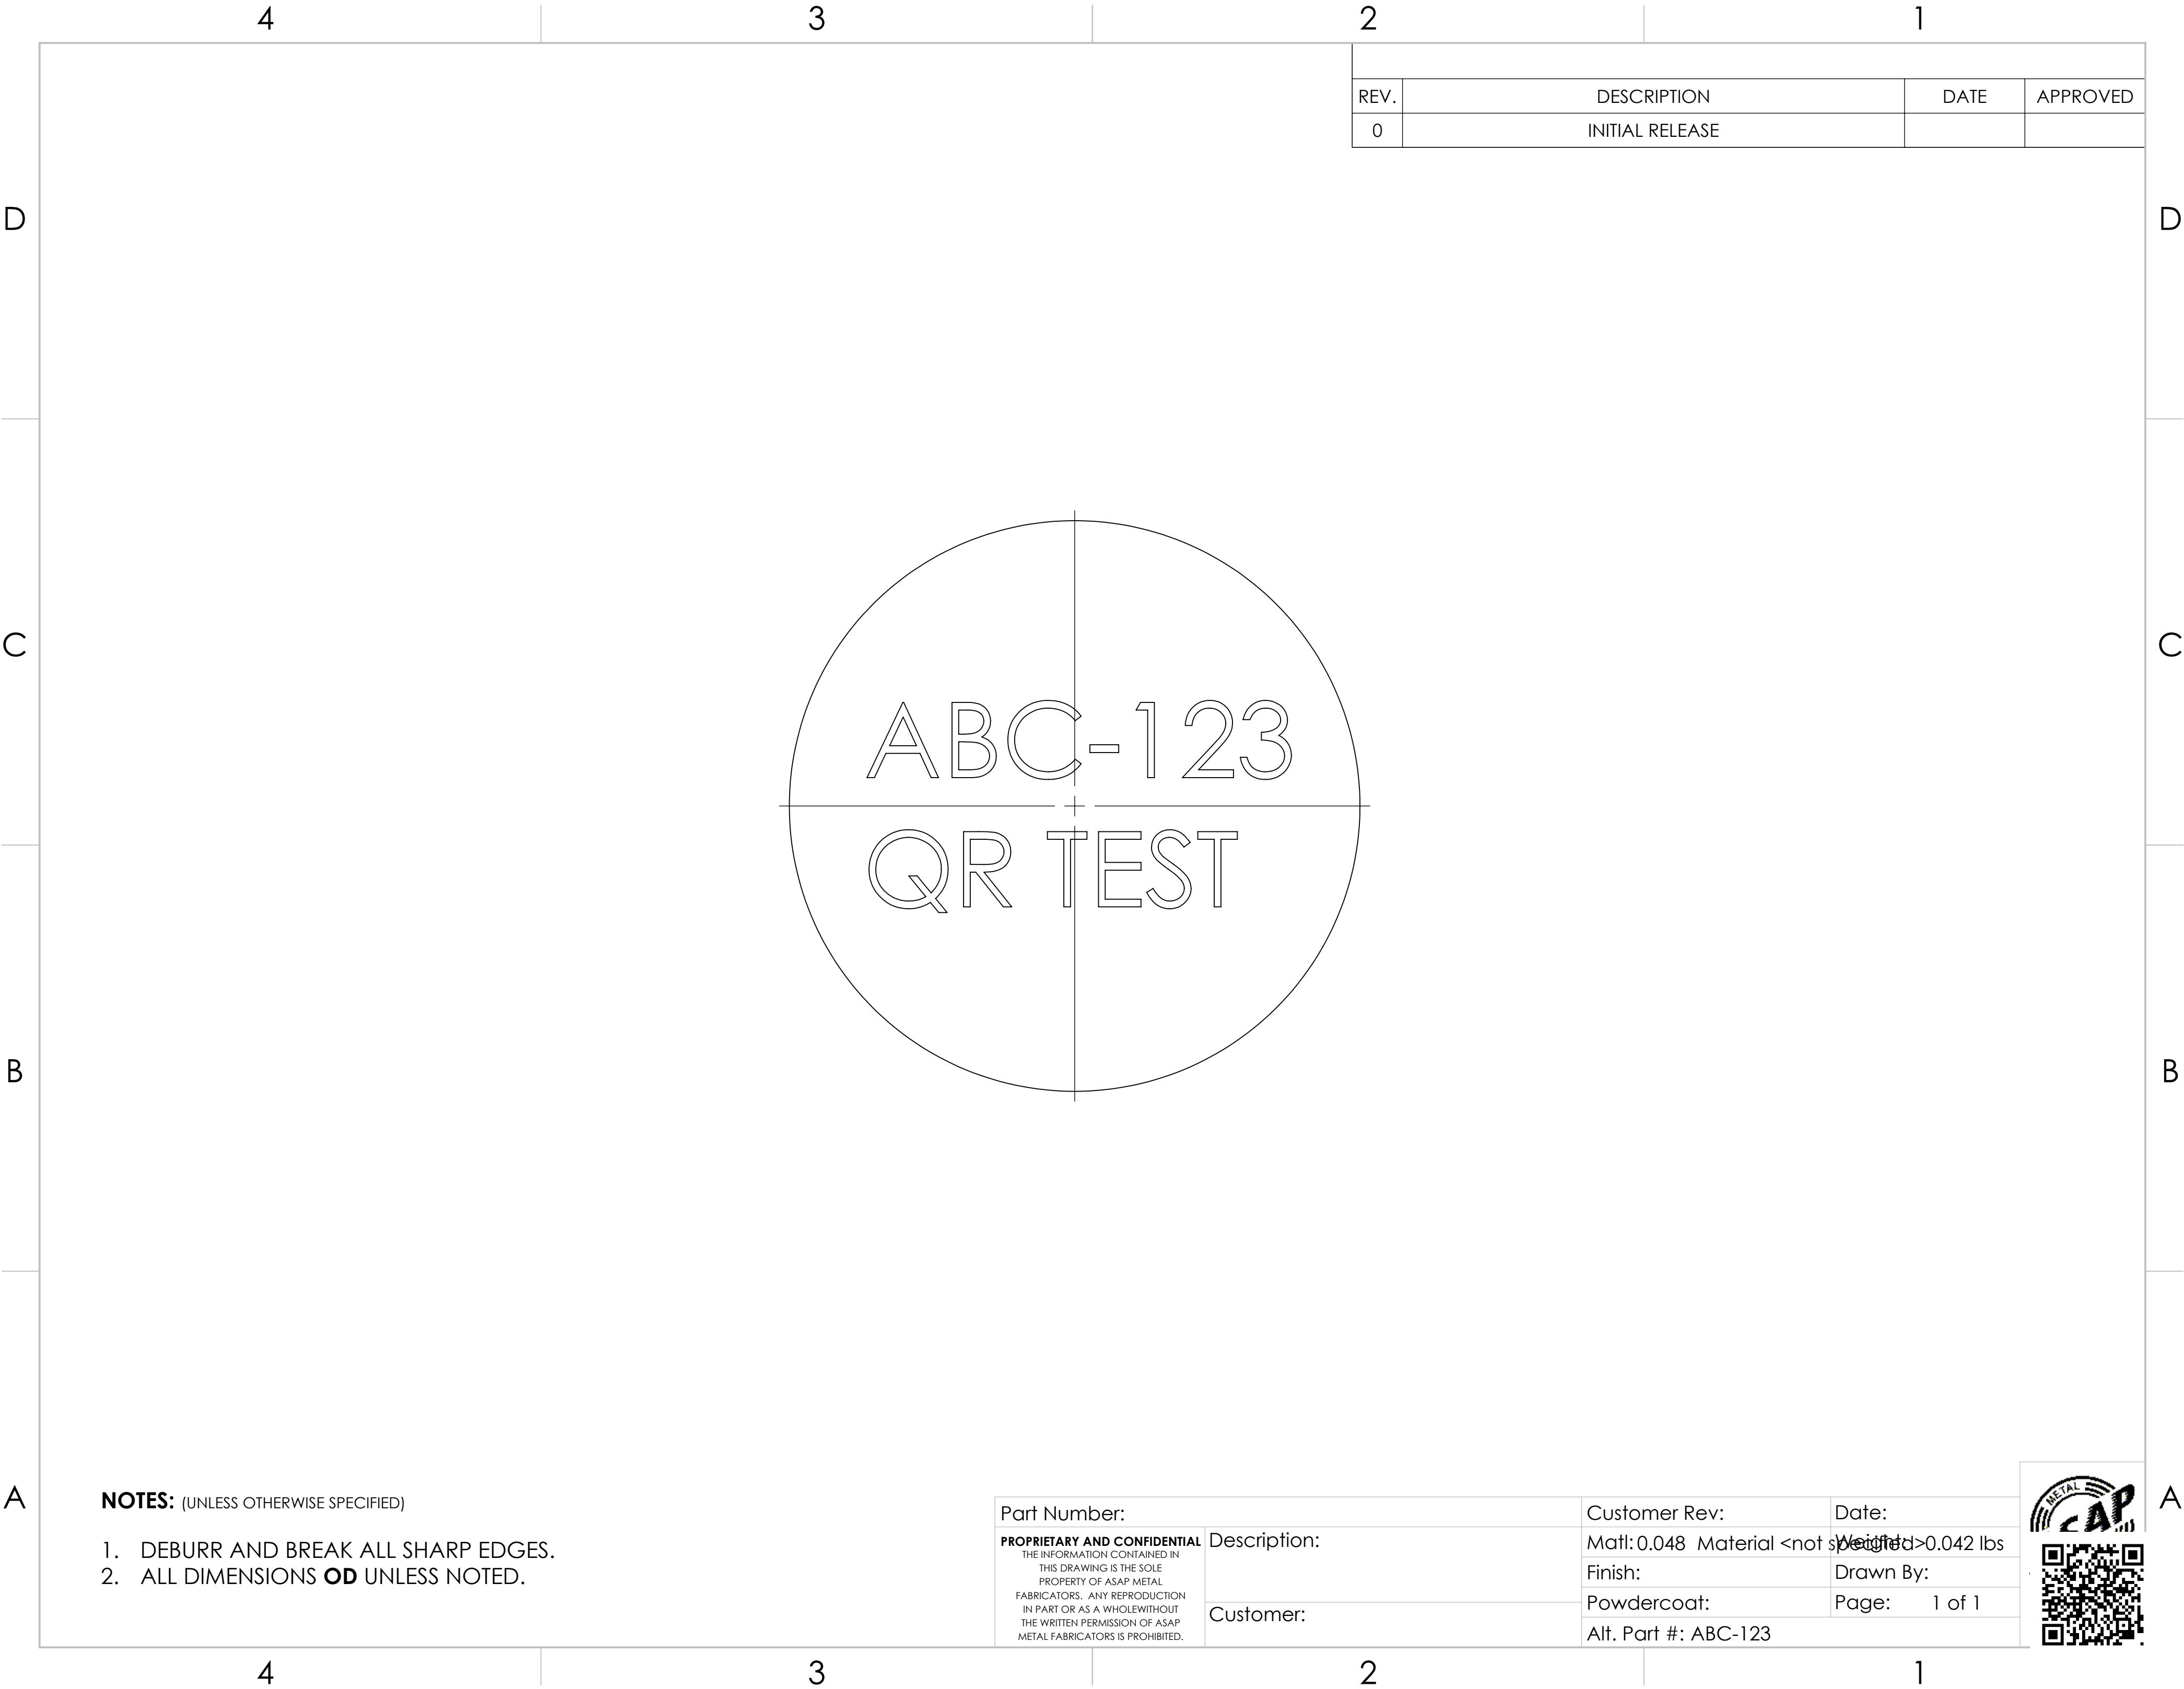 4 3 2 1
REV. DESCRIPTION DATE APPROVED
0 INITIAL RELEASE
D D
C C
ABC-123
QR TEST
B B
A A
NOTES: (UNLESS OTHERWISE SPECIFIED)
1. DEBURR AND BREAK ALL SHARP EDGES.
2. ALL DIMENSIONS OD UNLESS NOTED.
Part Number:
PROPRIETARY AND CONFIDENTIAL
THE INFORMATION CONTAINED IN
THIS DRAWING IS THE SOLE
PROPERTY OF ASAP METAL
FABRICATORS. ANY REPRODUCTION
IN PART OR AS A WHOLEWITHOUT
THE WRITTEN PERMISSION OF ASAP
METAL FABRICATORS IS PROHIBITED.
Description:
Customer:
Customer Rev:
Date:
Matl: 0.048 Material <not specified>
Weight: 0.042 lbs
Finish:
Drawn By:
Powdercoat:
Page: 1 of 1
Alt. Part #: ABC-123
METAL
4 3 2 1